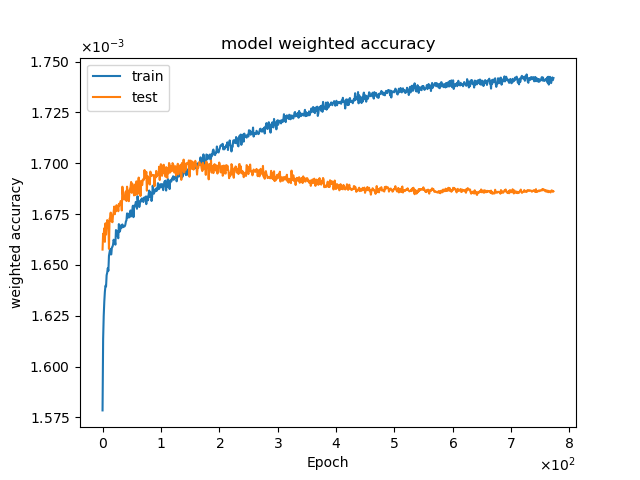 model weighted accuracy
×10⁻³
1.750
1.725
1.700
1.675
1.650
1.625
1.600
1.575
weighted accuracy
train
test
0 1 2 3 4 5 6 7 8
Epoch
×10²